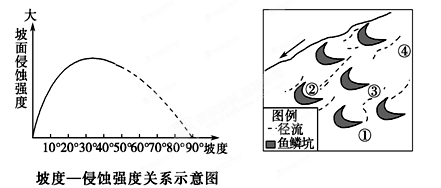 大
坡面侵蚀强度
10°20°30°40°50°60°70°80°90°坡度
坡度—侵蚀强度关系示意图
④
②
③
①
图例
径流
鱼鳞坑